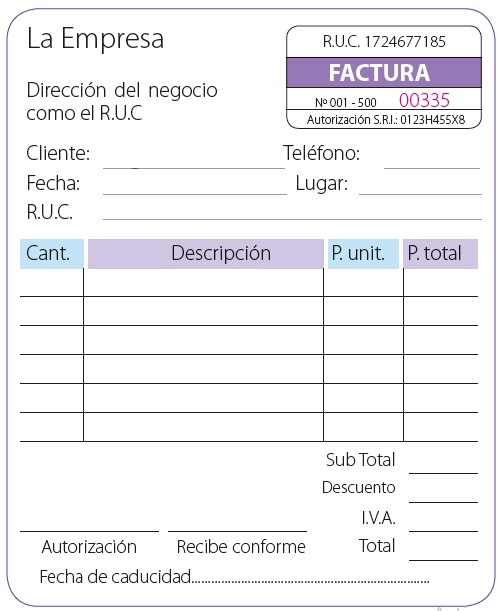 La Empresa
Dirección del negocio
como el R.U.C
R.U.C. 1724677185
FACTURA
Nº 001 - 500 00335
Autorización S.R.I.: 0123H455X8
Cliente: Teléfono:
Fecha: Lugar:
R.U.C.
Cant. Descripción P. unit. P. total
Sub Total
Descuento
I.V.A.
Total
Autorización Recibe conforme
Fecha de caducidad............................................................